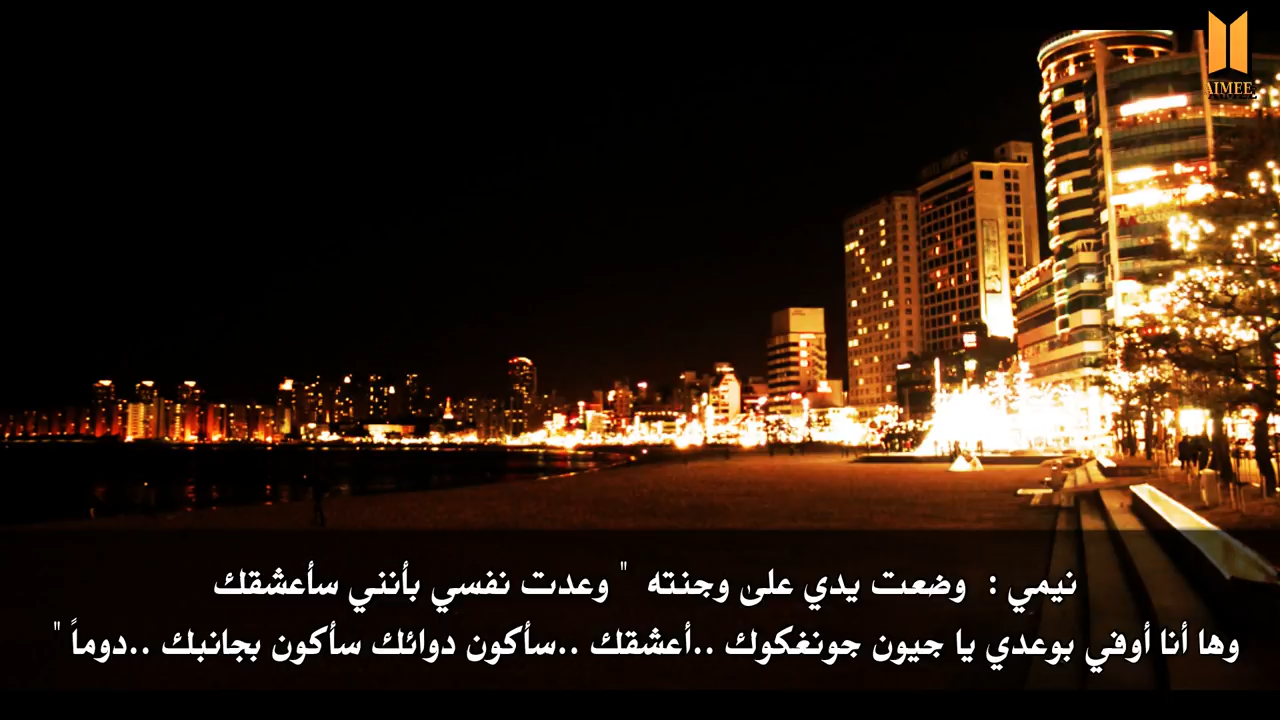 AIMEE
نيمي : وضعت يدي على وجنته " وعدت نفسي بأنني سأعشقك
وها أنا أوفي بوعدي يا جيون جونغكوك ..أعشقك ..سأكون دوائك سأكون بجانبك ..دوماً "